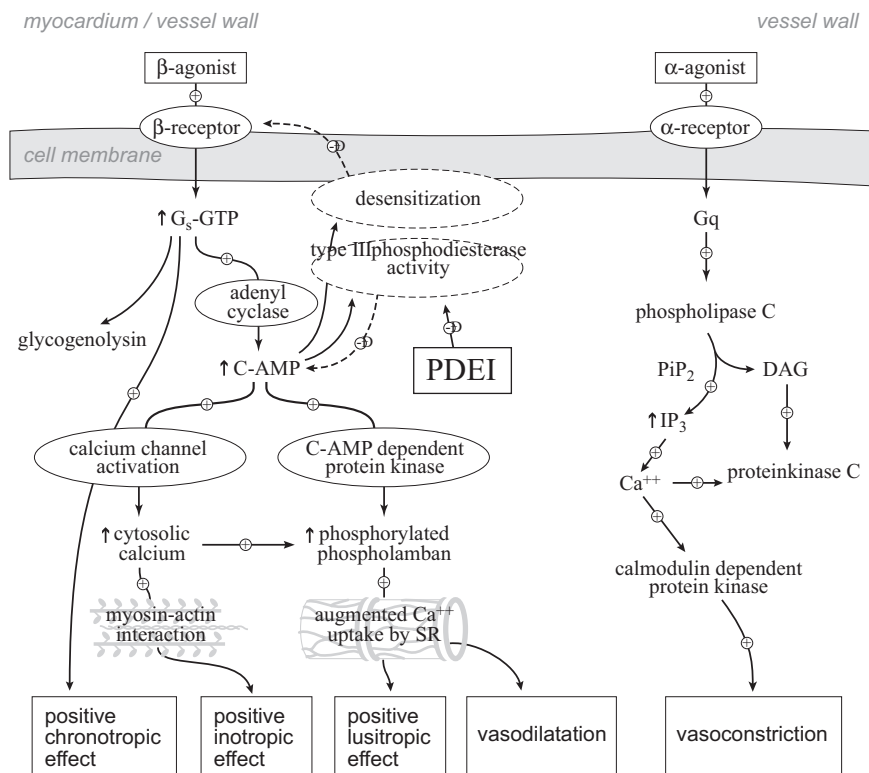 myocardium / vessel wall
vessel wall
β-agonist
α-agonist
β-receptor
α-receptor
cell membrane
desensitization
↑ Gs-GTP
Gq
type IIIphosphodiesterase
activity
adenyl
cyclase
glycogenolysin
phospholipase C
↑ C-AMP
PDEI
PiP2
DAG
↑ IP3
calcium channel
activation
C-AMP dependent
protein kinase
Ca++
proteinkinase C
↑ cytosolic
calcium
↑ phosphorylated
phospholamban
calmodulin dependent
protein kinase
myosin-actin
interaction
augmented Ca++
uptake by SR
positive
chronotropic
effect
positive
inotropic
effect
positive
lusitropic
effect
vasodilatation
vasoconstriction